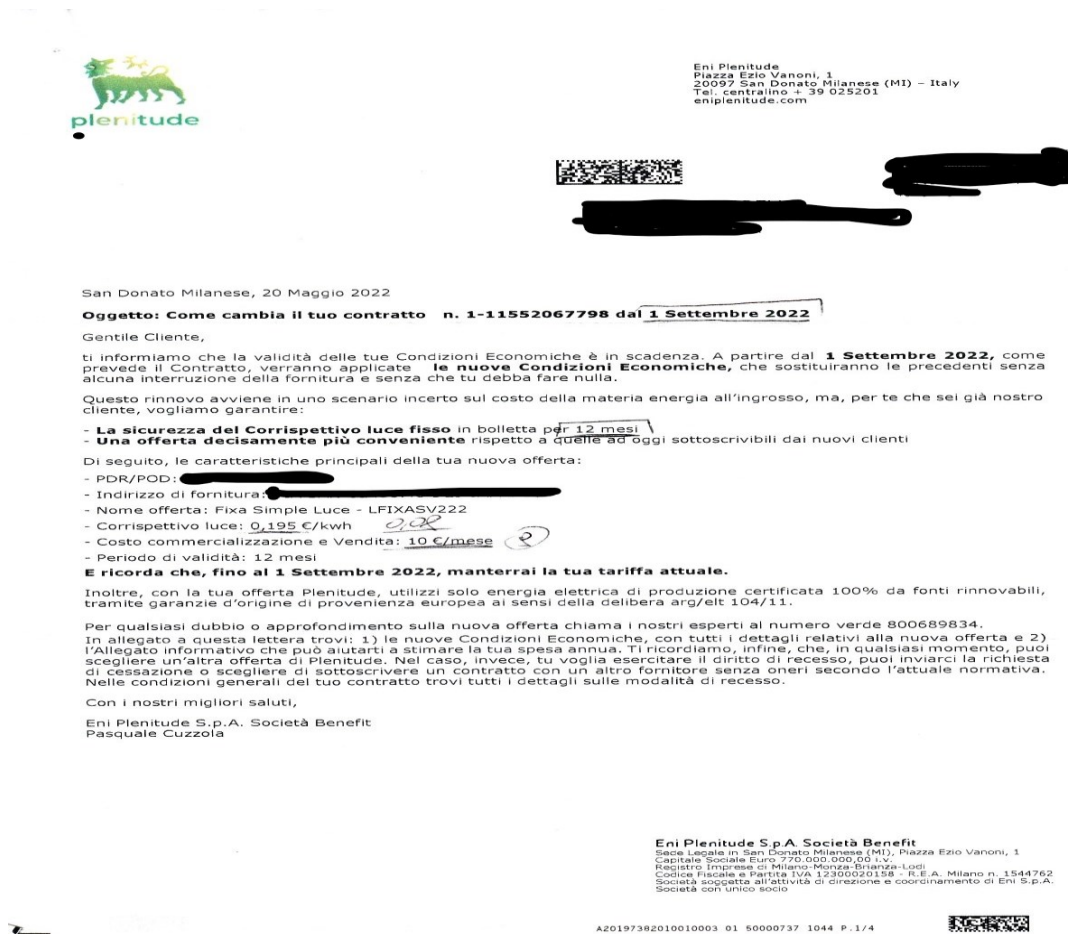 plenitude
Eni Plenitude
Piazza Ezio Vanoni, 1
20097 San Donato Milanese (MI) – Italy
Tel. centralino + 39 025201
eniplenitude.com
San Donato Milanese, 20 Maggio 2022
Oggetto: Come cambia il tuo contratto n. 1-11552067798 dal 1 Settembre 2022
Gentile Cliente,
ti informiamo che la validità delle tue Condizioni Economiche è in scadenza. A partire dal 1 Settembre 2022, come
prevede il Contratto, verranno applicate le nuove Condizioni Economiche, che sostituiranno le precedenti senza
alcuna interruzione della fornitura e senza che tu debba fare nulla.
Questo rinnovo avviene in uno scenario incerto sul costo della materia energia all'ingrosso, ma, per te che sei già nostro
cliente, vogliamo garantire:
- La sicurezza del Corrispettivo luce fisso in bolletta per 12 mesi
- Una offerta decisamente più conveniente rispetto a quelle ad oggi sottoscrivibili dai nuovi clienti
Di seguito, le caratteristiche principali della tua nuova offerta:
- PDR/POD:
- Indirizzo di fornitura:
- Nome offerta: Fixa Simple Luce - LFIXASV222
- Corrispettivo luce: 0,195 €/kwh 0,08
- Costo commercializzazione e Vendita: 10 €/mese
- Periodo di validità: 12 mesi
E ricorda che, fino al 1 Settembre 2022, manterrai la tua tariffa attuale.
Inoltre, con la tua offerta Plenitude, utilizzi solo energia elettrica di produzione certificata 100% da fonti rinnovabili,
tramite garanzie d'origine di provenienza europea ai sensi della delibera arg/elt 104/11.
Per qualsiasi dubbio o approfondimento sulla nuova offerta chiama i nostri esperti al numero verde 800689834.
In allegato a questa lettera trovi: 1) le nuove Condizioni Economiche, con tutti i dettagli relativi alla nuova offerta e 2)
l'Allegato informativo che può aiutarti a stimare la tua spesa annua. Ti ricordiamo, infine, che, in qualsiasi momento, puoi
scegliere un'altra offerta di Plenitude. Nel caso, invece, tu voglia esercitare il diritto di recesso, puoi inviarci la richiesta
di cessazione o scegliere di sottoscrivere un contratto con un altro fornitore senza oneri secondo l'attuale normativa.
Nelle condizioni generali del tuo contratto trovi tutti i dettagli sulle modalità di recesso.
Con i nostri migliori saluti,
Eni Plenitude S.p.A. Società Benefit
Pasquale Cuzzola
Eni Plenitude S.p.A. Società Benefit
Sede Legale in San Donato Milanese (MI), Piazza Ezio Vanoni, 1
Capitale Sociale Euro 770.000.000,00 i.v.
Registro Imprese di Milano-Monza-Brianza-Lodi
Codice Fiscale e Partita IVA 12300020158 - R.E.A. Milano n. 1544762
Società soggetta all'attività di direzione e coordinamento di Eni S.p.A.
Società con unico socio
A20197382010010003 01 50000737 1044 P.1/4